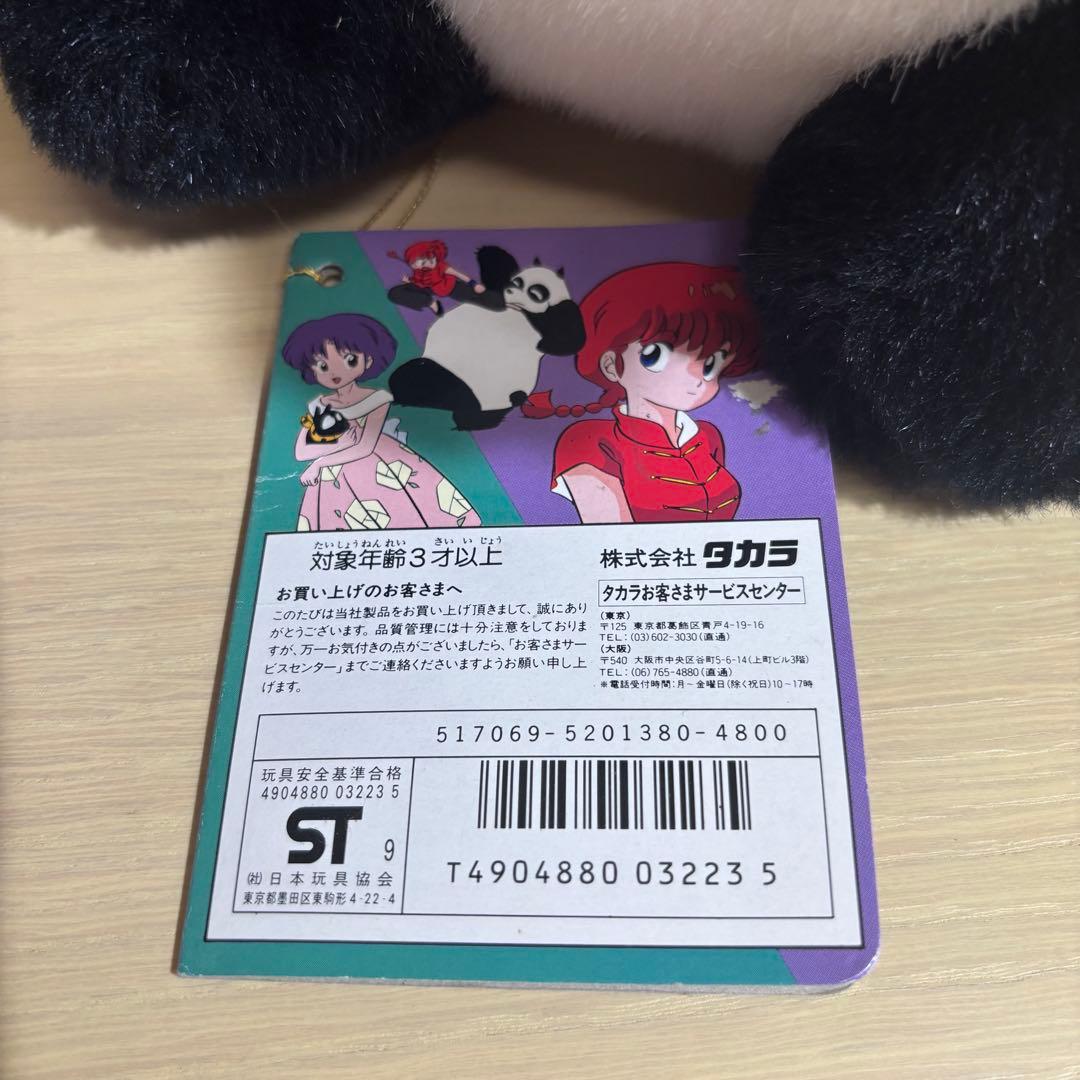 たいしょうねんれい さい い じょう
対象年齢3才以上
お買い上げのお客さまへ
このたびは当社製品をお買い上げ頂きまして、誠にあり
がとうございます。品質管理には十分注意をしておりま
すが、万一お気付きの点がございましたら、「お客さまサー
ビスセンター」までご連絡くださいますようお願い申し上
げます。
株式会社 タカラ
タカラお客さまサービスセンター
(東京)
〒125 東京都葛飾区青戸4-19-16
TEL:(03)602-3030(直通)
(大阪)
〒540 大阪市中央区谷町5-6-14(上町ビル3階)
TEL:(06)765-4880(直通)
※電話受付時間:月~金曜日(除く祝日)10~17時
517069-5201380-4800
玩具安全基準合格
4904880 03223 5
ST 9
(社)日本玩具協会
東京都墨田区東駒形4-22-4
T4904880 03223 5